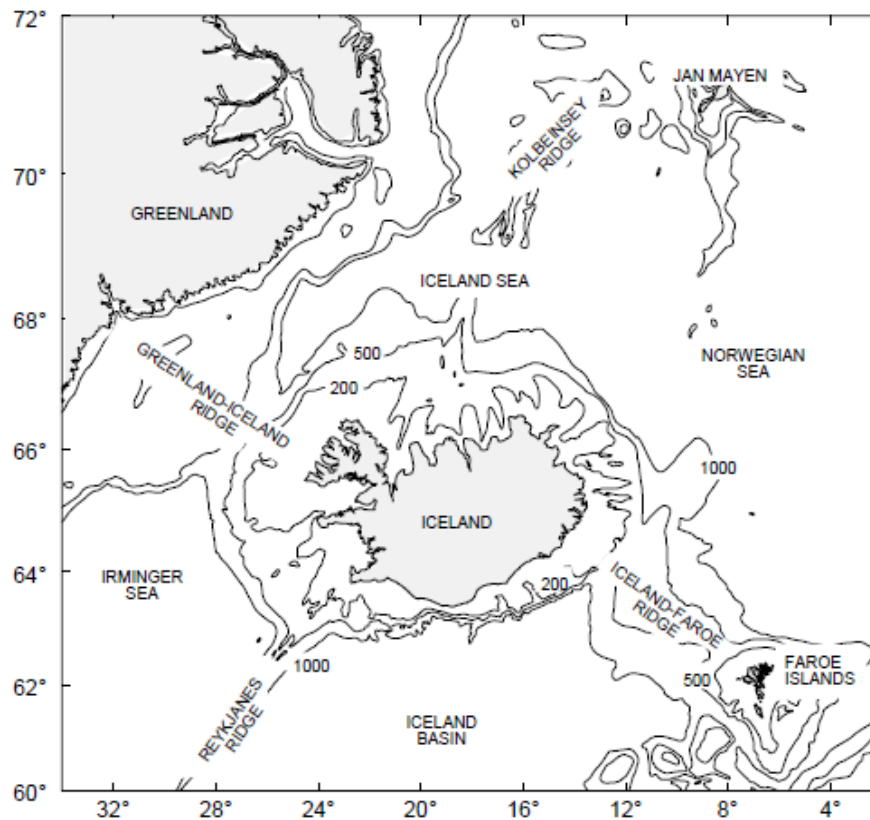 72°
JAN MAYEN
KOLBEINSEY
RIDGE
70°
GREENLAND
ICELAND SEA
68°
500
NORWEGIAN
SEA
GREENLAND-ICELAND
RIDGE
200
66°
1000
ICELAND
64°
IRMINGER
SEA
200
ICELAND-FAROE
RIDGE
1000
500
FAROE
ISLANDS
62°
REYKJANES
RIDGE
ICELAND
BASIN
60°
32°
28°
24°
20°
16°
12°
8°
4°